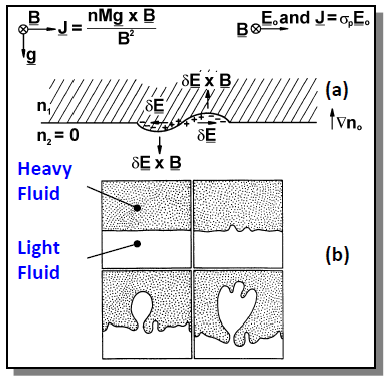 B J = nMg x B / B²
g
B E₀ and J = σₚE₀
δE x B
n₁ δE (a)
n₂ = 0 δE ∇n₀
δE x B
Heavy
Fluid
Light
Fluid
(b)